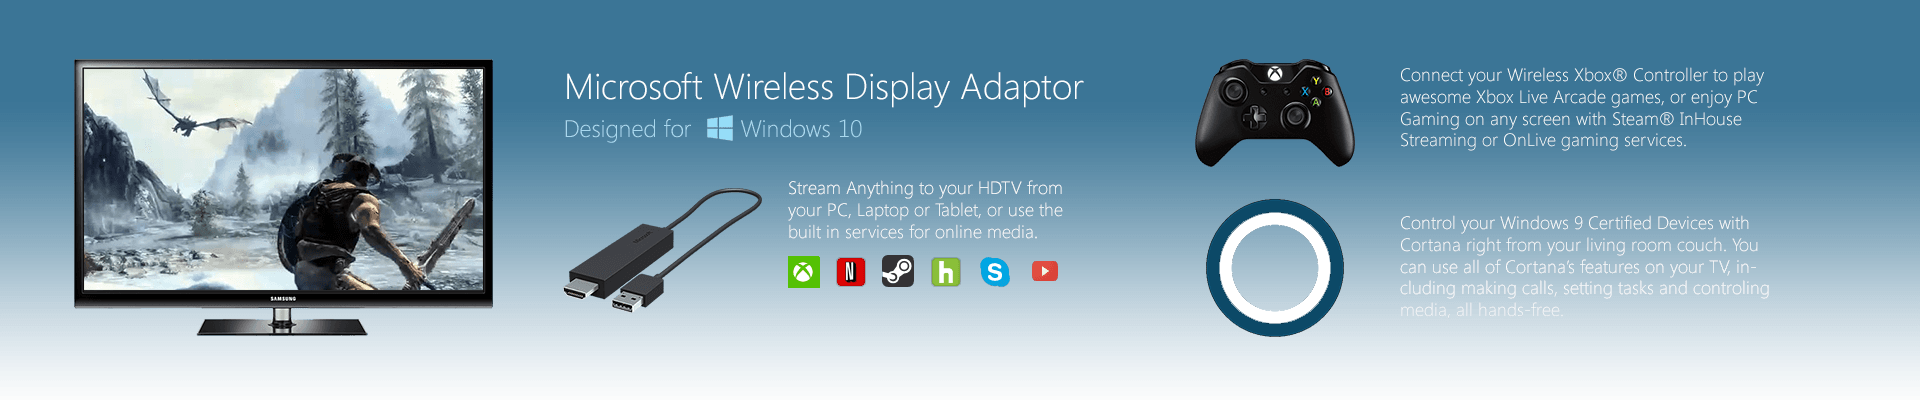 Microsoft Wireless Display Adaptor
Designed for Windows 10
Stream Anything to your HDTV from
your PC, Laptop or Tablet, or use the
built in services for online media.
Connect your Wireless Xbox® Controller to play
awesome Xbox Live Arcade games, or enjoy PC
Gaming on any screen with Steam® InHouse
Streaming or OnLive gaming services.
Control your Windows 9 Certified Devices with
Cortana right from your living room couch. You
can use all of Cortana's features on your TV, in-
cluding making calls, setting tasks and controling
media, all hands-free.
SAMSUNG
N
h
S
Y
X
B
A